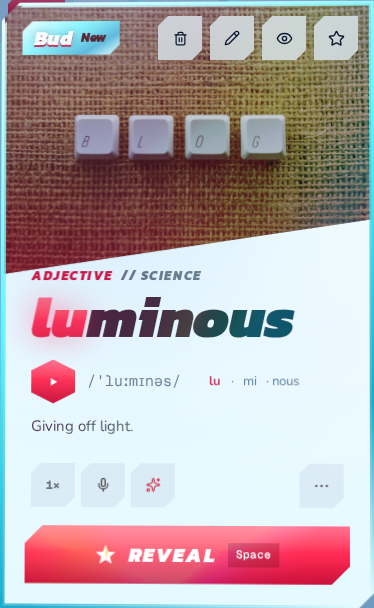 Bud New
B L O G
ADJECTIVE // SCIENCE
luminous
/ˈluːmɪnəs/ lu · mi · nous
Giving off light.
1×
REVEAL Space